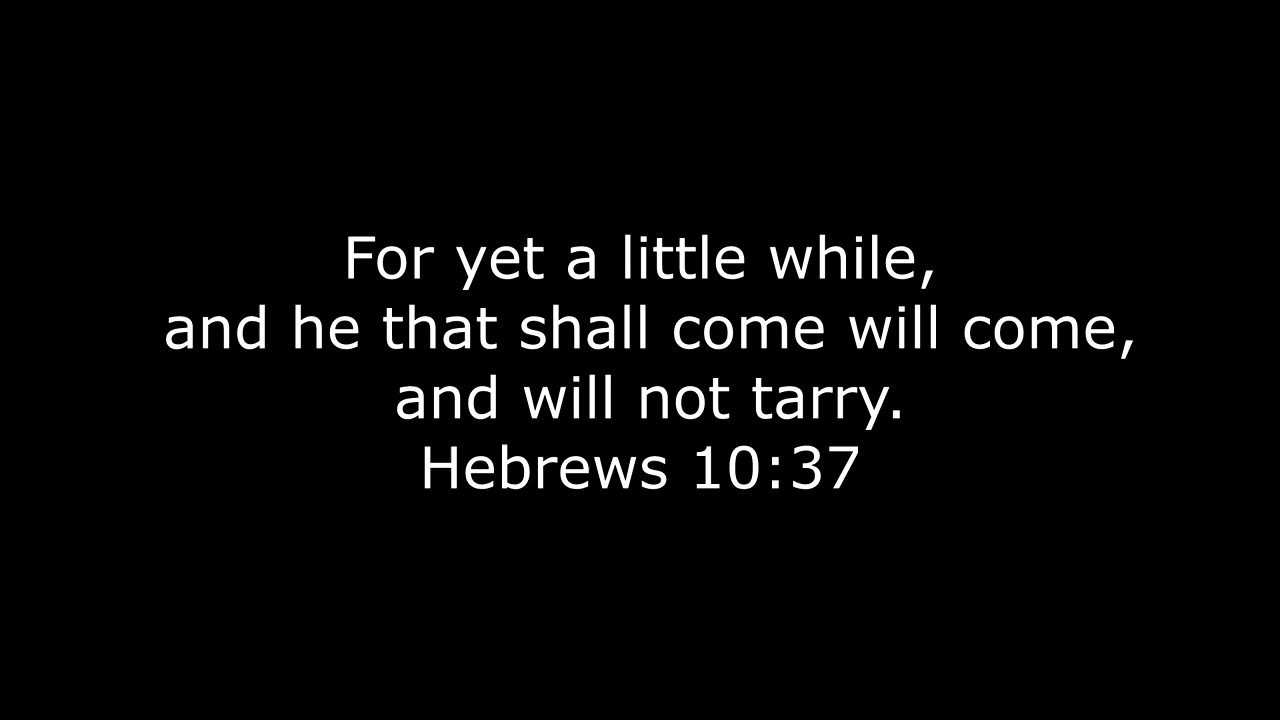 For yet a little while,
and he that shall come will come,
and will not tarry.
Hebrews 10:37